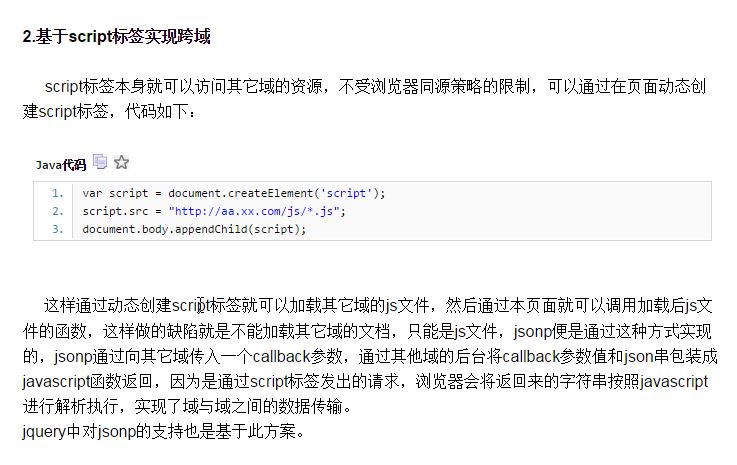 2.基于script标签实现跨域
script标签本身就可以访问其它域的资源，不受浏览器同源策略的限制，可以通过在页面动态创
建script标签，代码如下：
Java代码
1. var script = document.createElement('script');
2. script.src = "http://aa.xx.com/js/*.js";
3. document.body.appendChild(script);
这样通过动态创建script标签就可以加载其它域的js文件，然后通过本页面就可以调用加载后js文
件的函数，这样做的缺陷就是不能加载其它域的文档，只能是js文件，jsonp便是通过这种方式实现
的，jsonp通过向其它域传入一个callback参数，通过其他域的后台将callback参数值和json串包装成
javascript函数返回，因为是通过script标签发出的请求，浏览器会将返回来的字符串按照javascript
进行解析执行，实现了域与域之间的数据传输。
jquery中对jsonp的支持也是基于此方案。